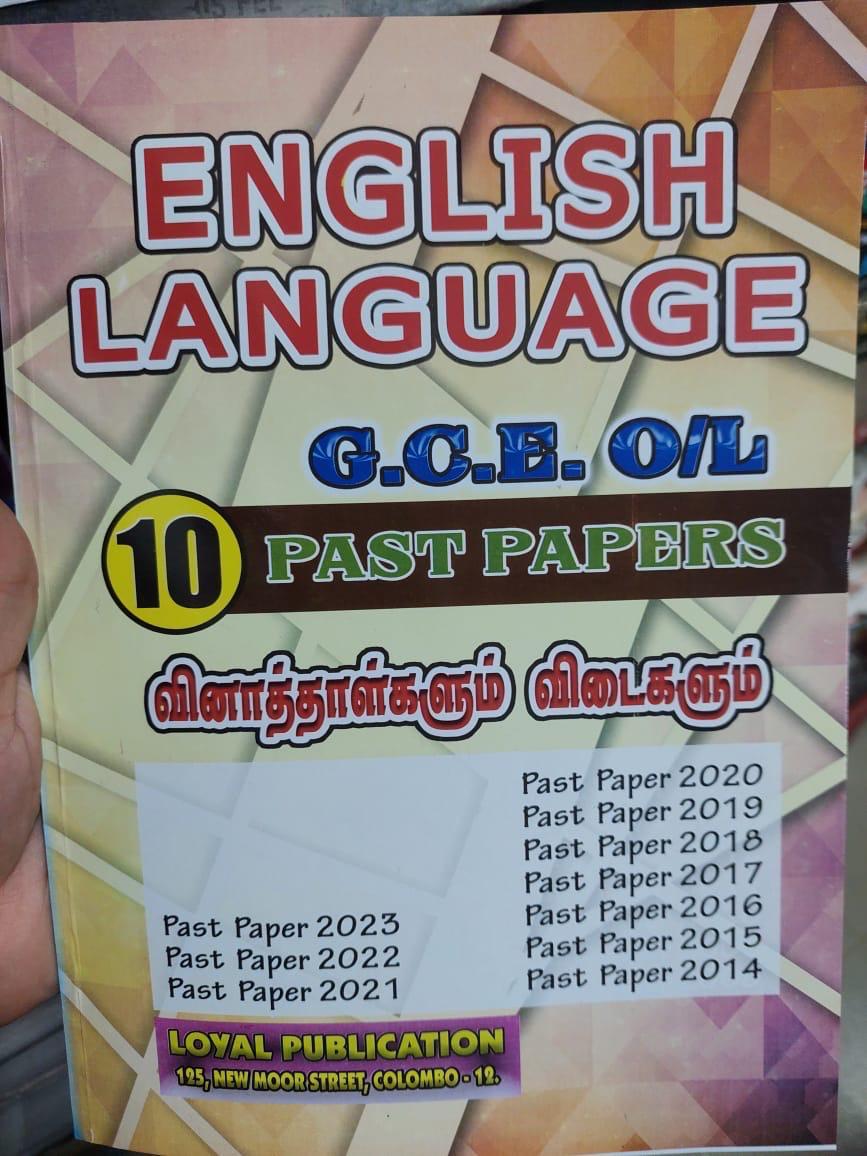 ENGLISH
LANGUAGE
G.C.E. O/L
10 PAST PAPERS
வினாத்தாள்களும் விடைகளும்
Past Paper 2023
Past Paper 2022
Past Paper 2021
Past Paper 2020
Past Paper 2019
Past Paper 2018
Past Paper 2017
Past Paper 2016
Past Paper 2015
Past Paper 2014
LOYAL PUBLICATION
125, NEW MOOR STREET, COLOMBO - 12.